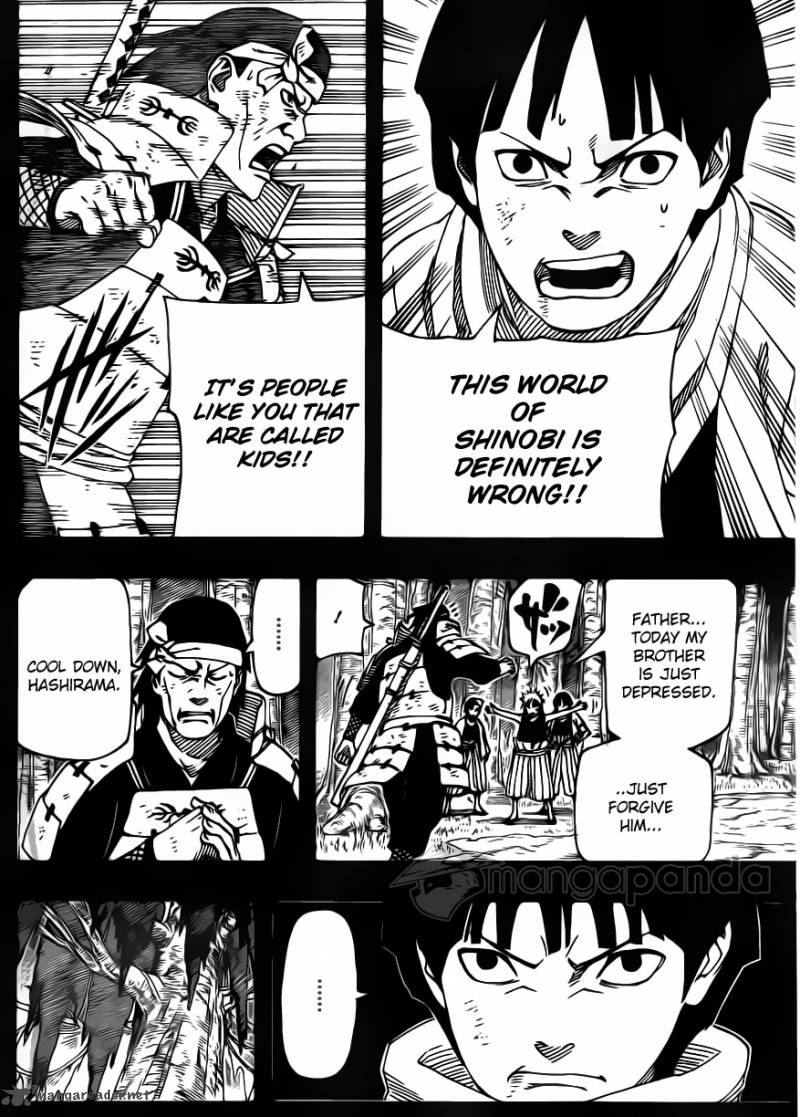 THIS WORLD
OF
SHINOBI IS
DEFINITELY
WRONG!!
IT'S PEOPLE
LIKE YOU THAT
ARE CALLED
KIDS!!
FATHER...
TODAY MY
BROTHER
IS JUST
DEPRESSED.
..JUST
FORGIVE
HIM...
ザッ
!
........
COOL DOWN,
HASHIRAMA.
......
mangapanda
Mangareader.net